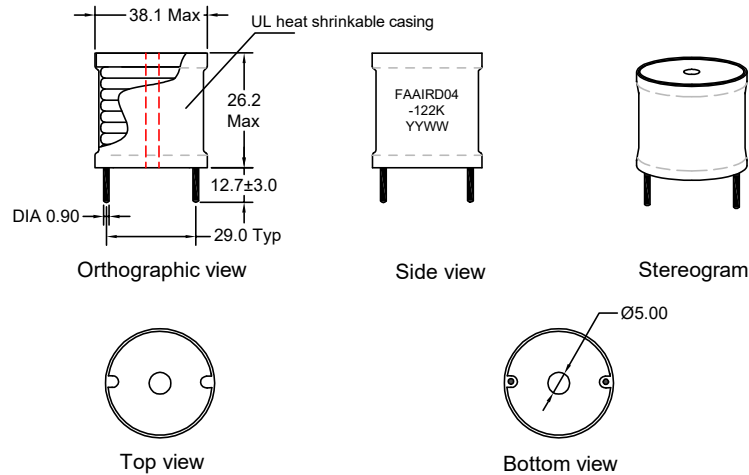 38.1 Max
UL heat shrinkable casing
26.2
Max
12.7±3.0
DIA 0.90
29.0 Typ
Orthographic view
FAAIRD04
-122K
YYWW
Side view
Stereogram
Top view
Ø5.00
Bottom view